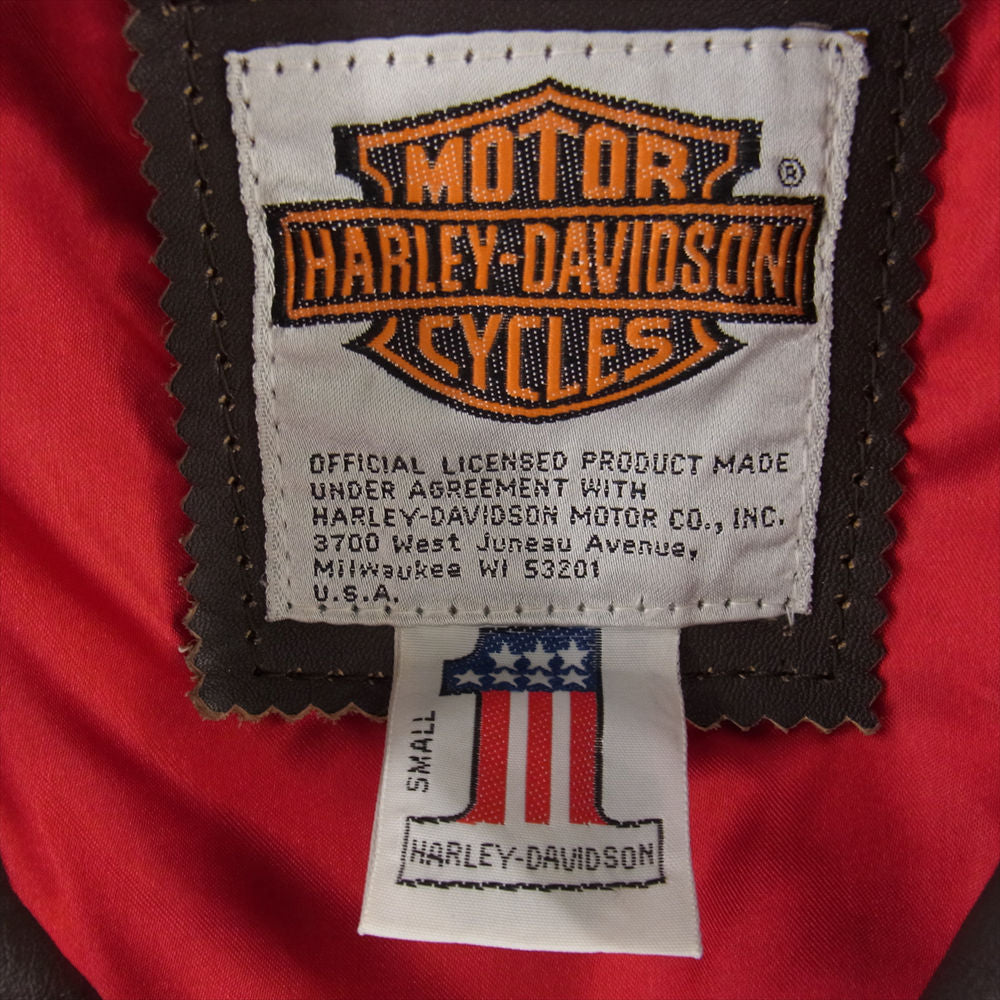 MOTOR
®
HARLEY-DAVIDSON
CYCLES
OFFICIAL LICENSED PRODUCT MADE
UNDER AGREEMENT WITH
HARLEY-DAVIDSON MOTOR CO., INC.
3700 West Juneau Avenue,
Milwaukee WI 53201
U.S.A.
1
SMALL
HARLEY-DAVIDSON